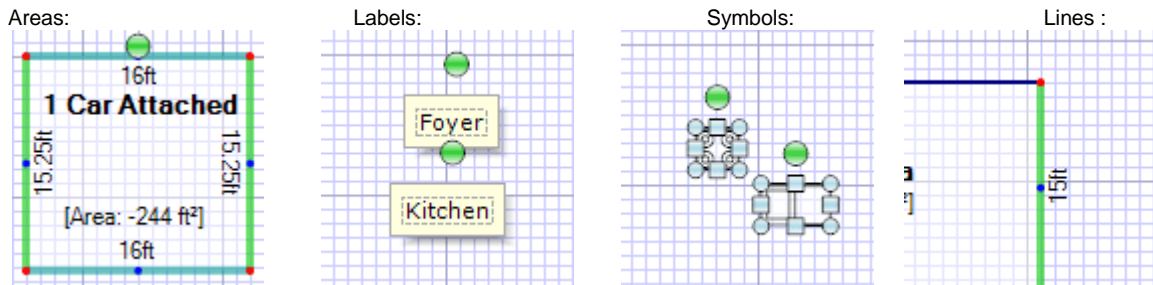 Areas:
Labels:
Symbols:
Lines :
16ft
1 Car Attached
15.25ft
15.25ft
[Area: -244 ft²]
16ft
Foyer
Kitchen
a
²]
15ft